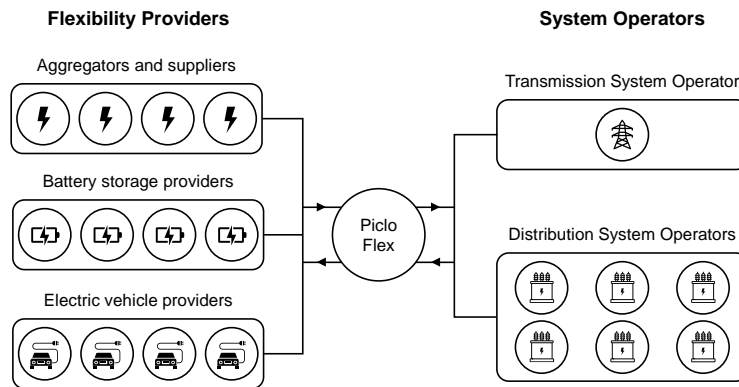 Flexibility Providers
System Operators
Aggregators and suppliers
Transmission System Operator
Battery storage providers
Piclo
Flex
Distribution System Operators
Electric vehicle providers